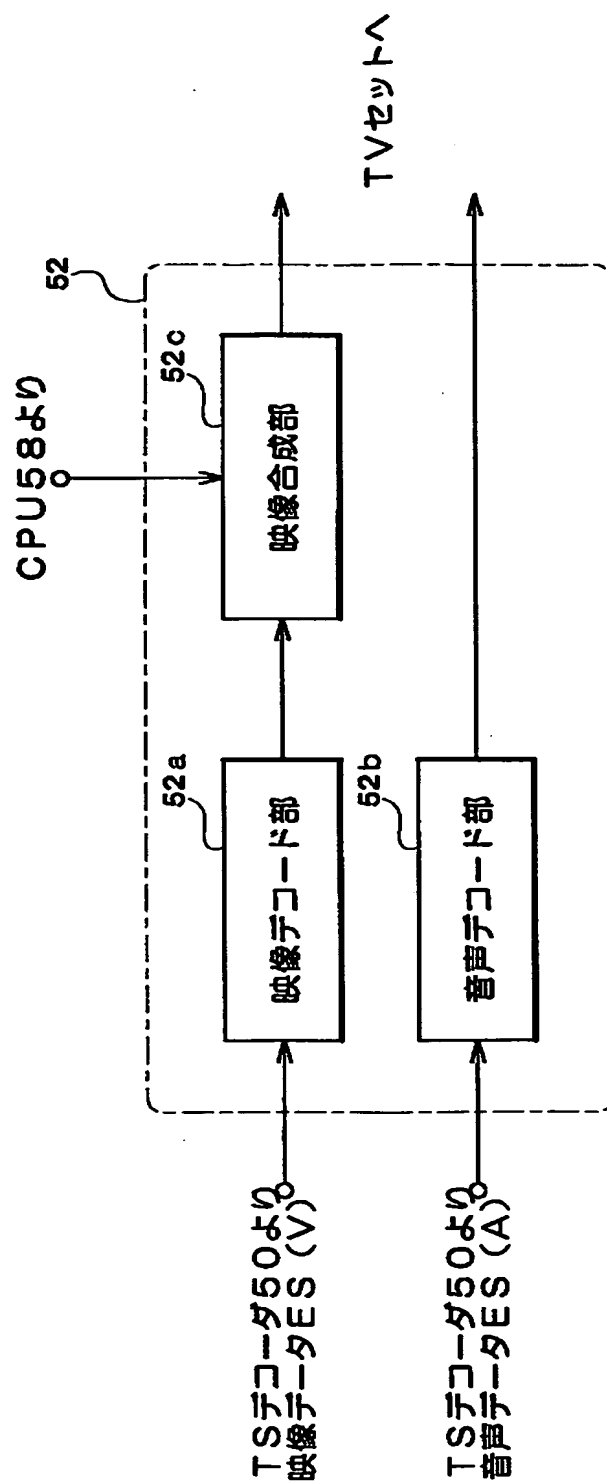 CPU58より
52
52c
映像合成部
TVセットへ
52a
映像デコード部
52b
音声デコード部
TSデコーダ50より
映像データES(V)
TSデコーダ50より
音声データES(A)